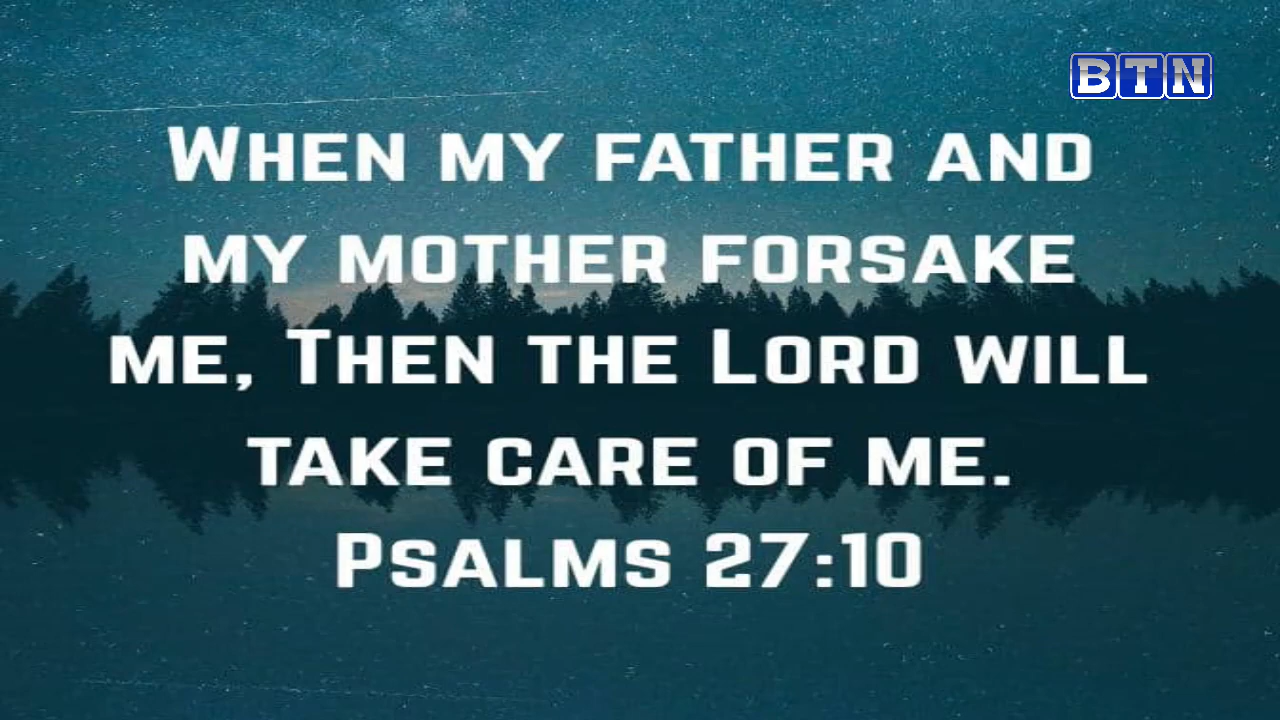 BTN
When my father and
my mother forsake
me, Then the Lord will
take care of me.
Psalms 27:10